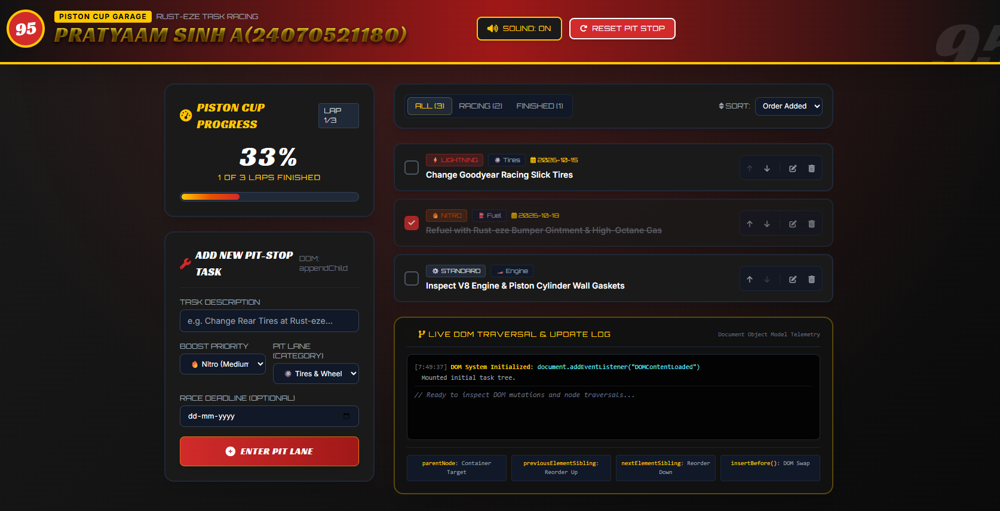 95
PISTON CUP GARAGE RUST-EZE TASK RACING
PRATYAAM SINH A(24070521180)
SOUND: ON
RESET PIT STOP
95
PISTON CUP
PROGRESS
LAP
1/3
33%
1 OF 3 LAPS FINISHED
ADD NEW PIT-STOP
TASK
DOM:
appendChild
TASK DESCRIPTION
e.g. Change Rear Tires at Rust-eze...
BOOST PRIORITY
Nitro (Medium
PIT LANE
(CATEGORY)
Tires & Wheel
RACE DEADLINE (OPTIONAL)
dd-mm-yyyy
ENTER PIT LANE
ALL (3) RACING (2) FINISHED (1)
SORT: Order Added
LIGHTNING Tires 2026-10-15
Change Goodyear Racing Slick Tires
NITRO Fuel 2026-10-18
Refuel with Rust-eze Bumper Ointment & High-Octane Gas
STANDARD Engine
Inspect V8 Engine & Piston Cylinder Wall Gaskets
LIVE DOM TRAVERSAL & UPDATE LOG
Document Object Model Telemetry
[7:49:37] DOM System Initialized: document.addEventListener("DOMContentLoaded")
Mounted initial task tree.
// Ready to inspect DOM mutations and node traversals...
parentNode: Container
Target
previousElementSibling:
Reorder Up
nextElementSibling: Reorder
Down
insertBefore(): DOM Swap